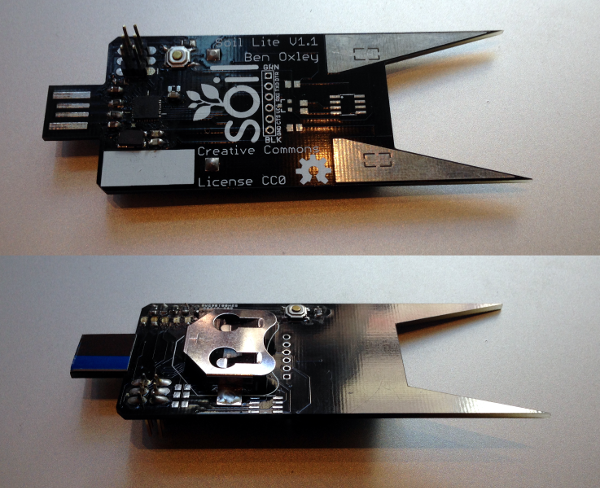 Soil Lite V1.1
Ben Oxley
GRN
soil
BLK
Creative Commons
License CC0